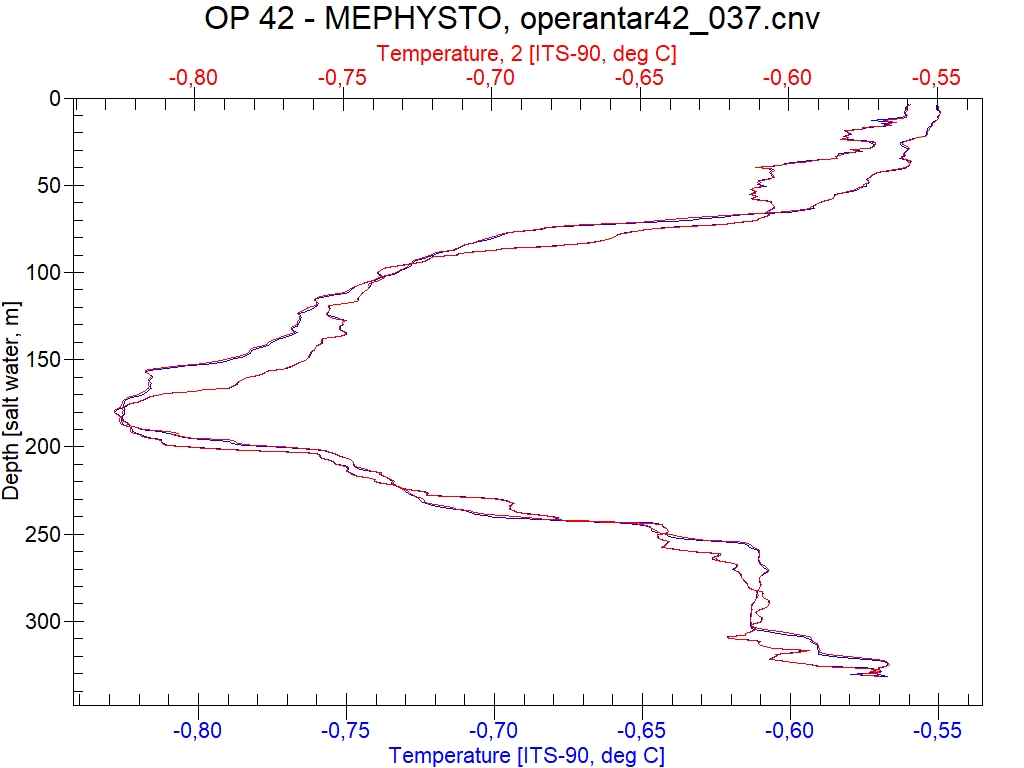 OP 42 - MEPHYSTO, operantar42_037.cnv
Temperature, 2 [ITS-90, deg C]
-0,80 -0,75 -0,70 -0,65 -0,60 -0,55
0
50
100
150
200
250
300
Depth [salt water, m]
-0,80 -0,75 -0,70 -0,65 -0,60 -0,55
Temperature [ITS-90, deg C]